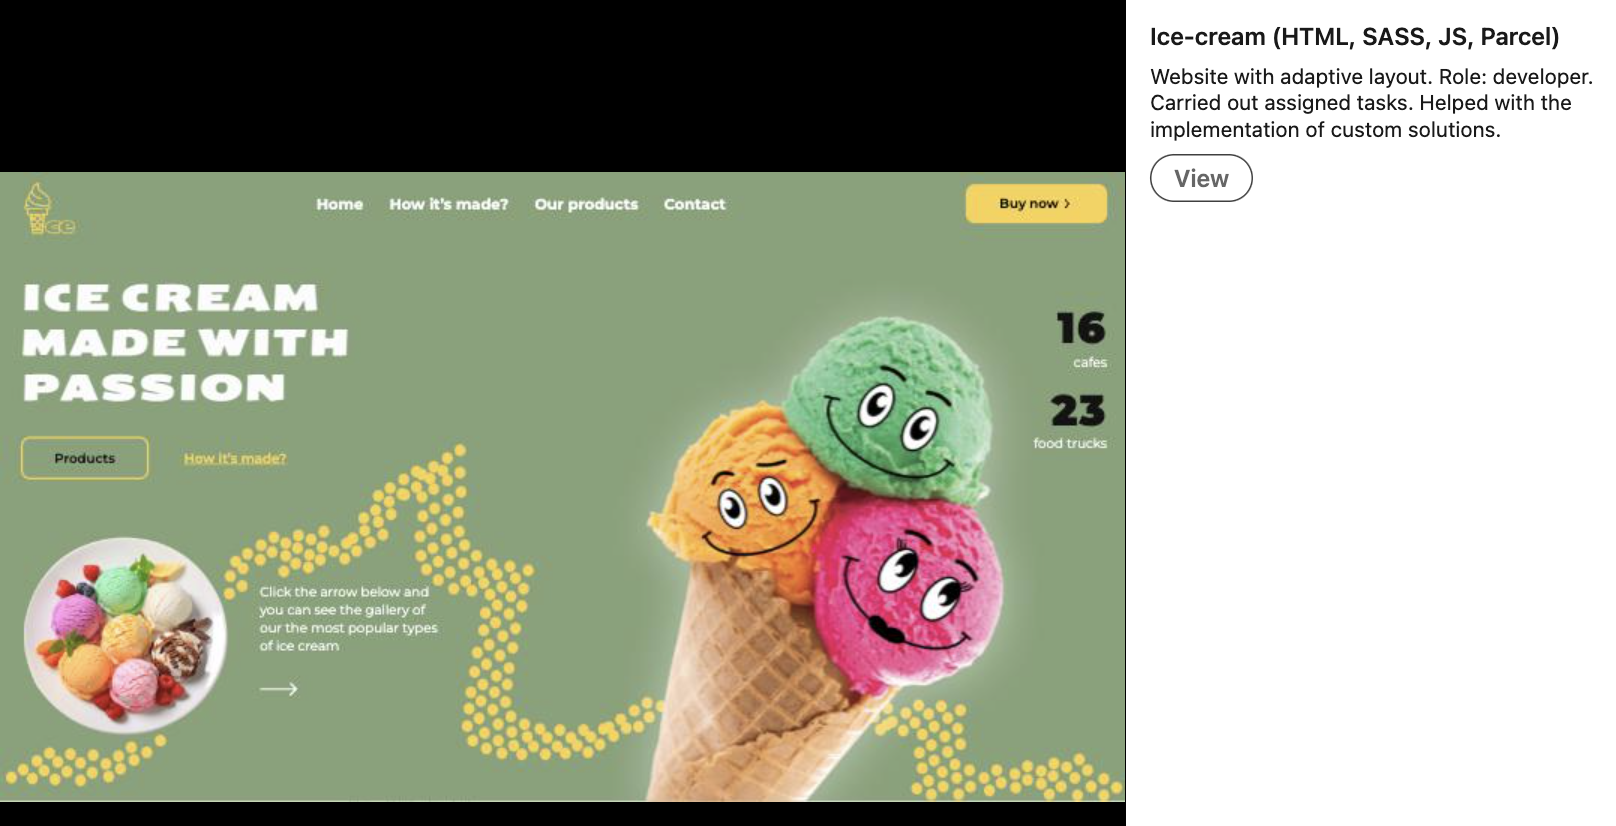 ice
Home How it's made? Our products Contact
Buy now >
ICE CREAM
MADE WITH
PASSION
Products How it's made?
16
cafes
23
food trucks
Click the arrow below and
you can see the gallery of
our the most popular types
of ice cream
Ice-cream (HTML, SASS, JS, Parcel)
Website with adaptive layout. Role: developer.
Carried out assigned tasks. Helped with the
implementation of custom solutions.
View